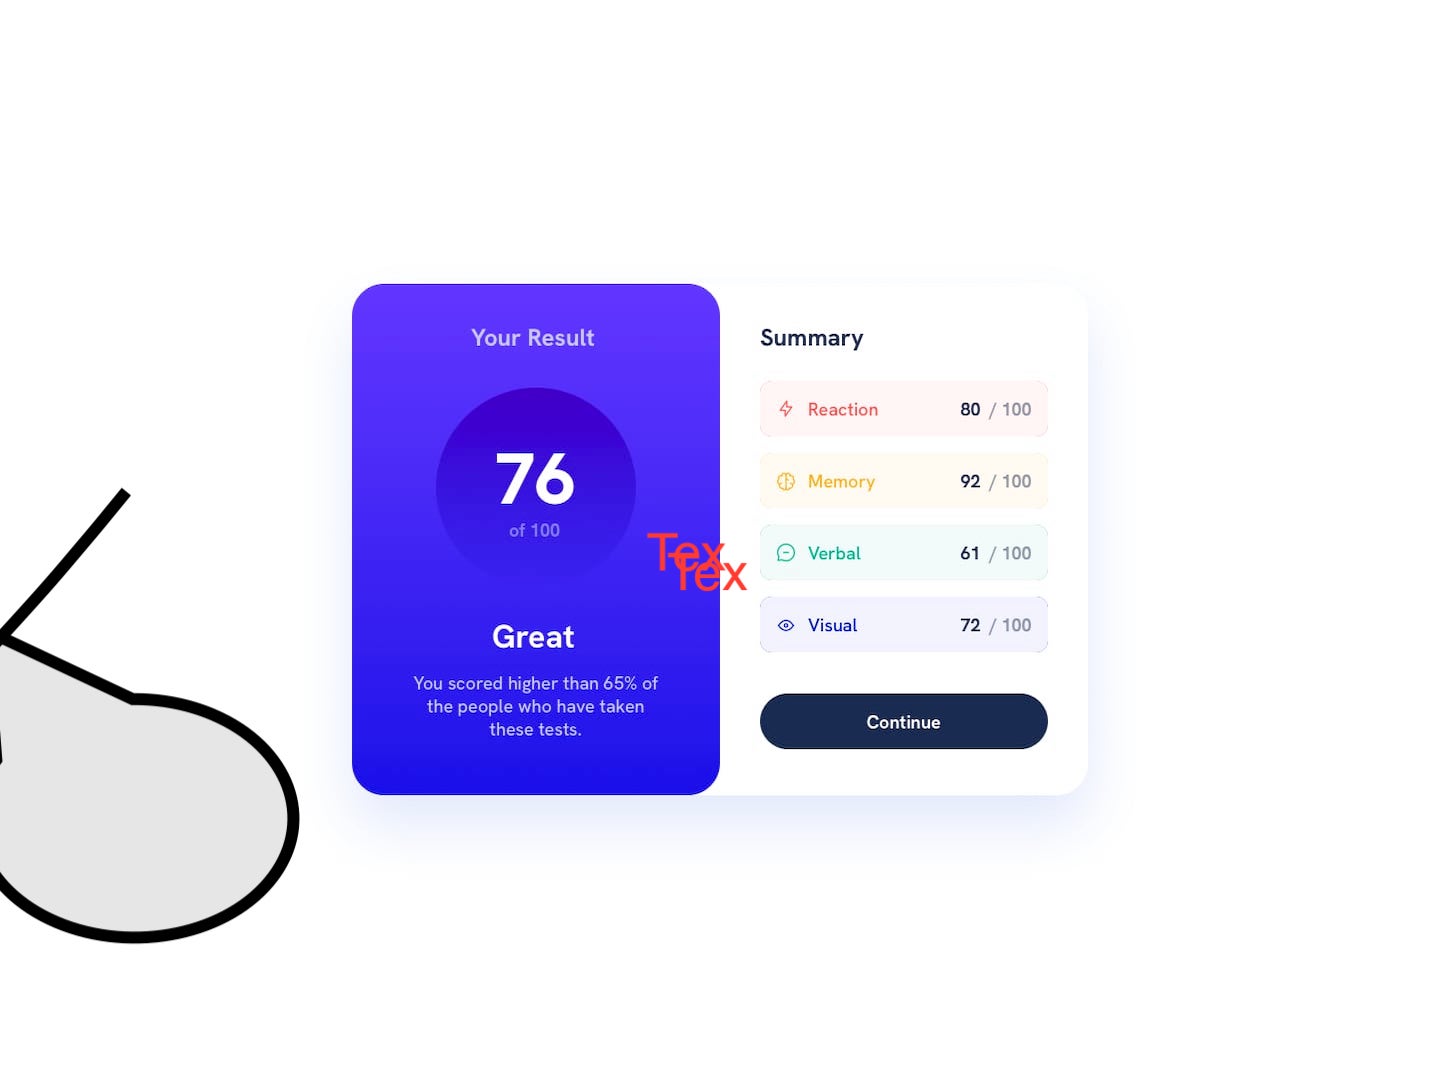 Your Result
76
of 100
Great
You scored higher than 65% of
the people who have taken
these tests.
Tex
Tex
Summary
Reaction 80 / 100
Memory 92 / 100
Verbal 61 / 100
Visual 72 / 100
Continue